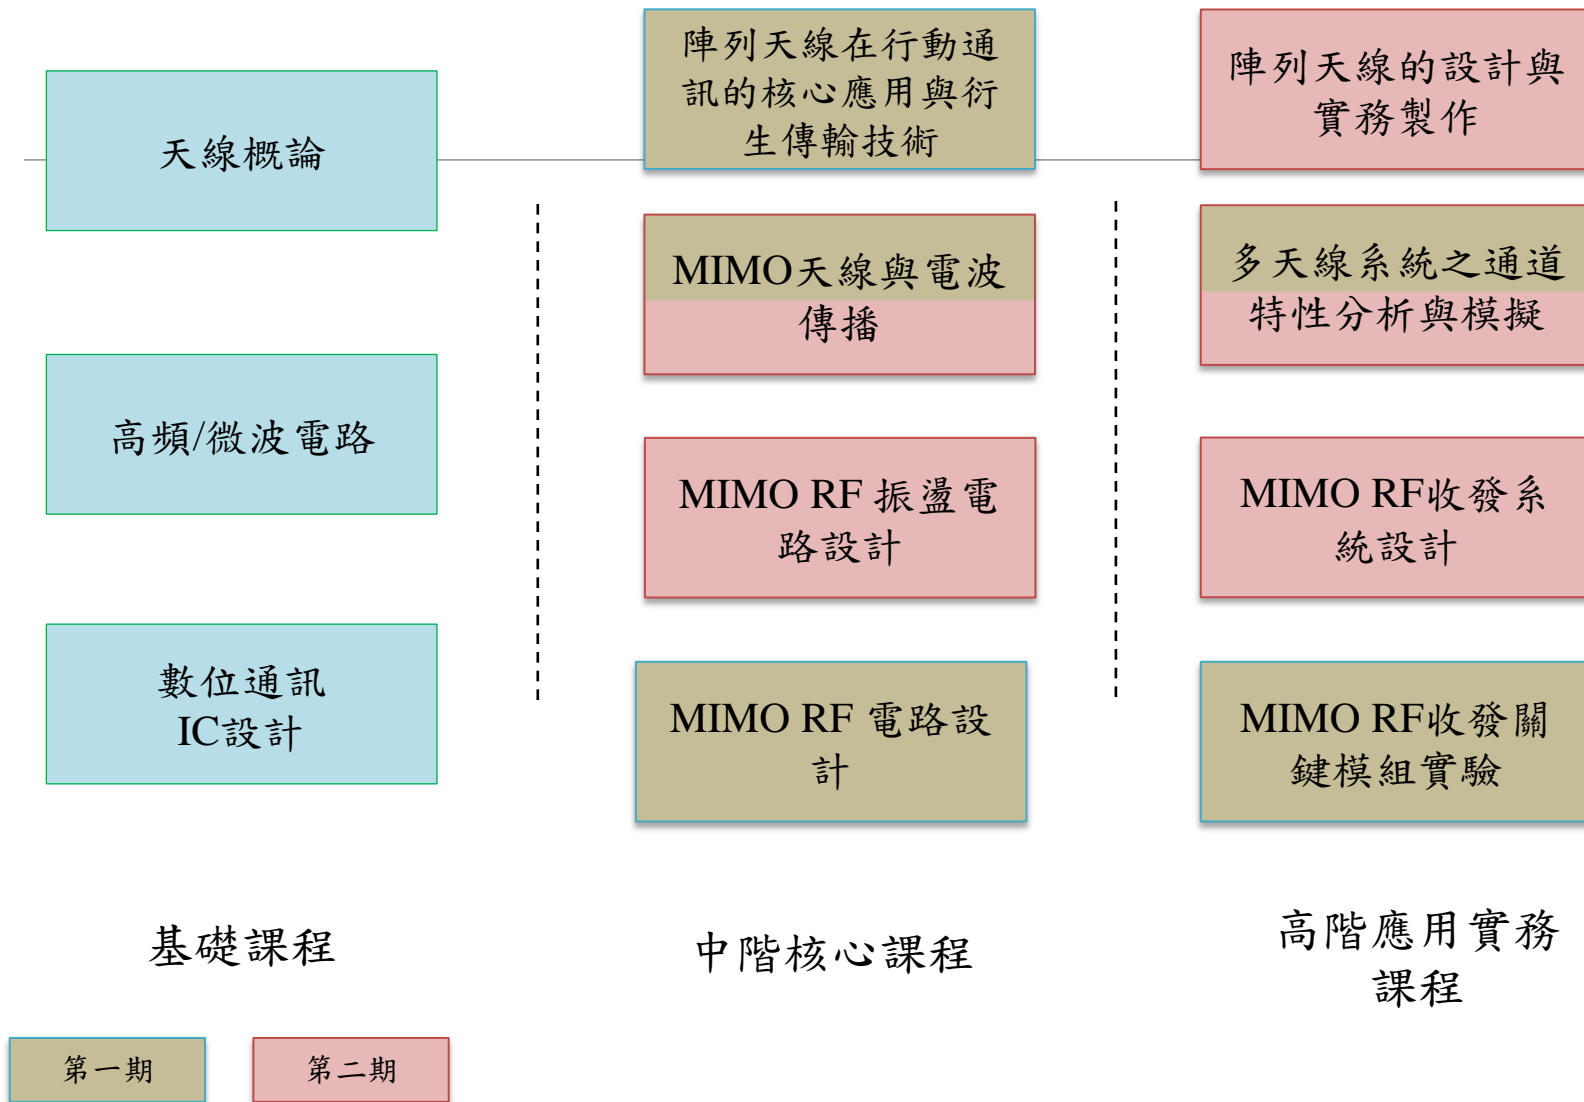 天線概論
高頻/微波電路
數位通訊
IC設計
基礎課程
陣列天線在行動通
訊的核心應用與衍
生傳輸技術
MIMO天線與電波
傳播
MIMO RF 振盪電
路設計
MIMO RF 電路設
計
中階核心課程
陣列天線的設計與
實務製作
多天線系統之通道
特性分析與模擬
MIMO RF收發系
統設計
MIMO RF收發關
鍵模組實驗
高階應用實務
課程
第一期
第二期